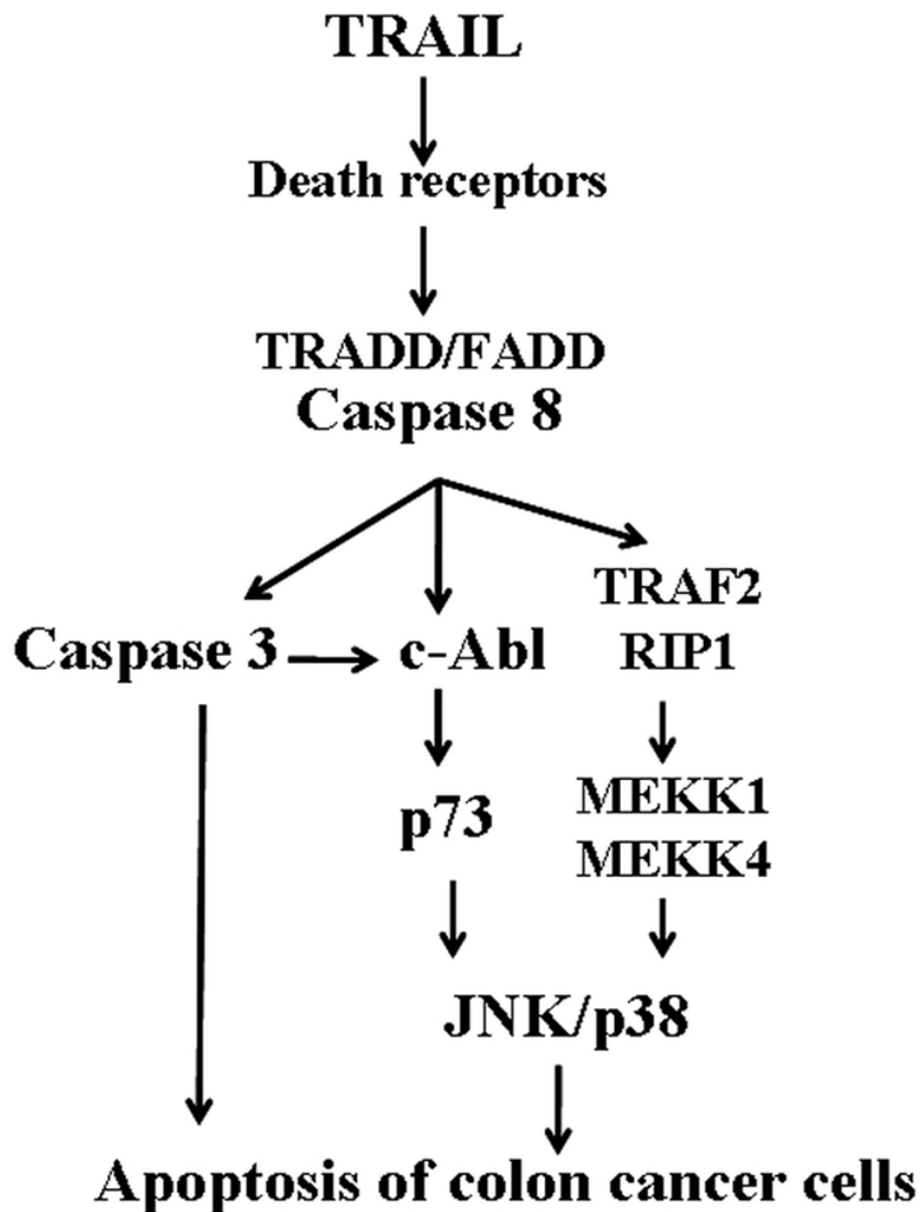 TRAIL
Death receptors
TRADD/FADD
Caspase 8
TRAF2
Caspase 3
c-Abl
RIP1
p73
MEKK1
MEKK4
JNK/p38
Apoptosis of colon cancer cells